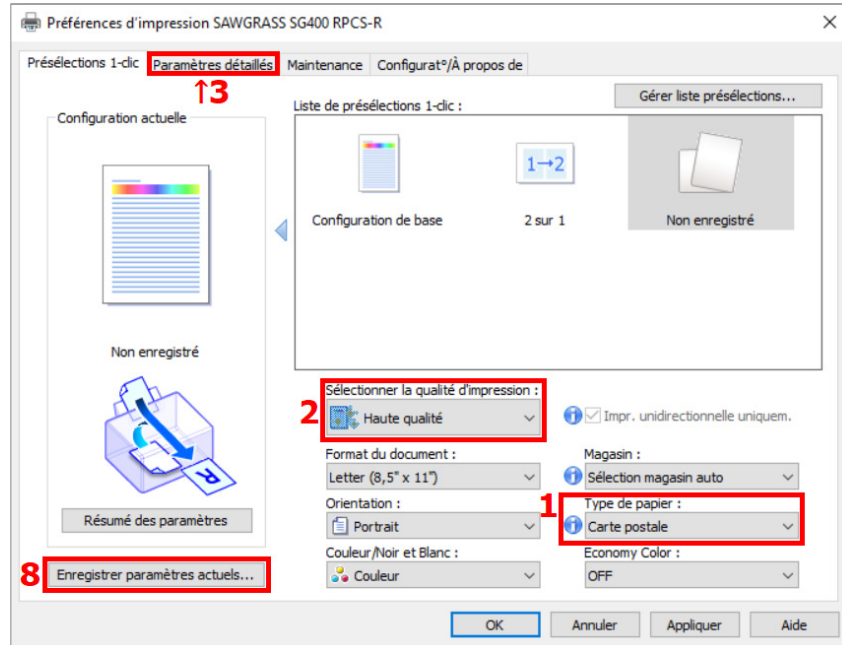 Préférences d'impression SAWGRASS SG400 RPCS-R
Présélections 1-clic Paramètres détaillés Maintenance Configurat°/À propos de
↑3
Gérer liste présélections...
Configuration actuelle
Liste de présélections 1-clic :
1→2
Configuration de base 2 sur 1 Non enregistré
Non enregistré
R
Sélectionner la qualité d'impression :
2 Haute qualité Impr. unidirectionnelle uniquem.
Format du document : Magasin :
Letter (8,5" x 11") Sélection magasin auto
Orientation : 1 Type de papier :
Résumé des paramètres Portrait Carte postale
Couleur/Noir et Blanc : Economy Color :
8 Enregistrer paramètres actuels... Couleur OFF
OK Annuler Appliquer Aide